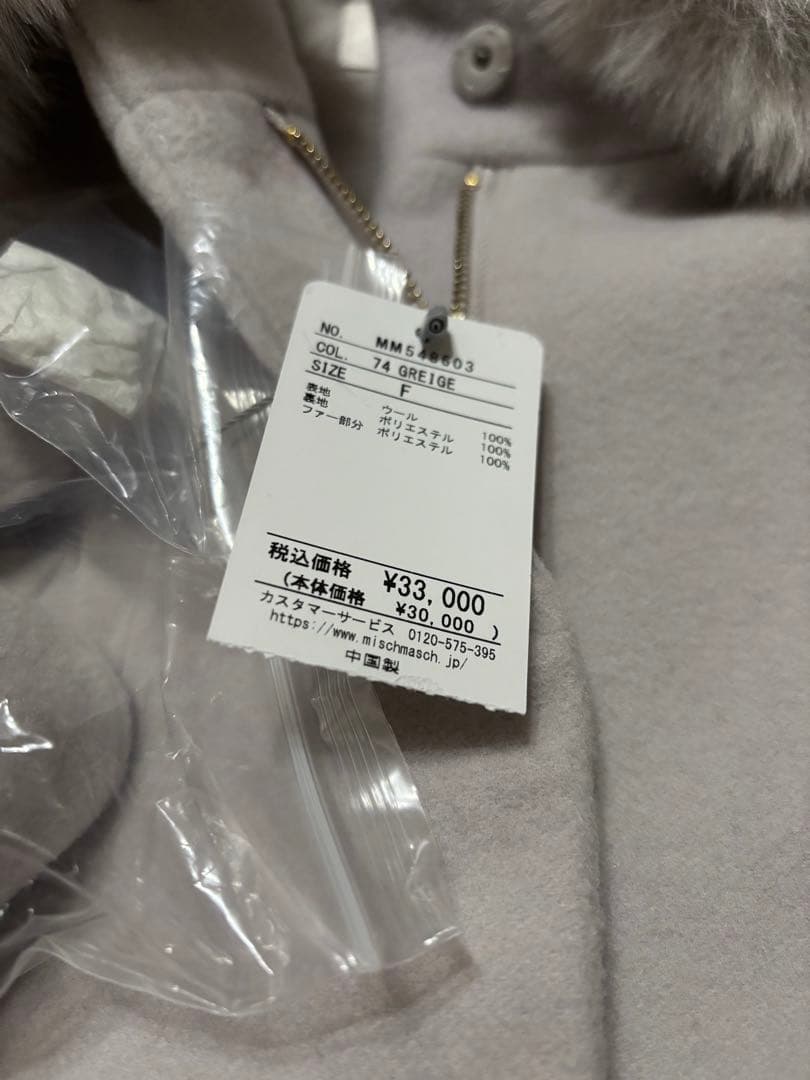 NO. MM548603
COL. 74 GREIGE
SIZE F
表地 ウール 100%
裏地 ポリエステル 100%
ファー部分 ポリエステル 100%
税込価格 ¥33,000
(本体価格 ¥30,000 )
カスタマーサービス 0120-575-395
https://www.mischmasch.jp/
中国製